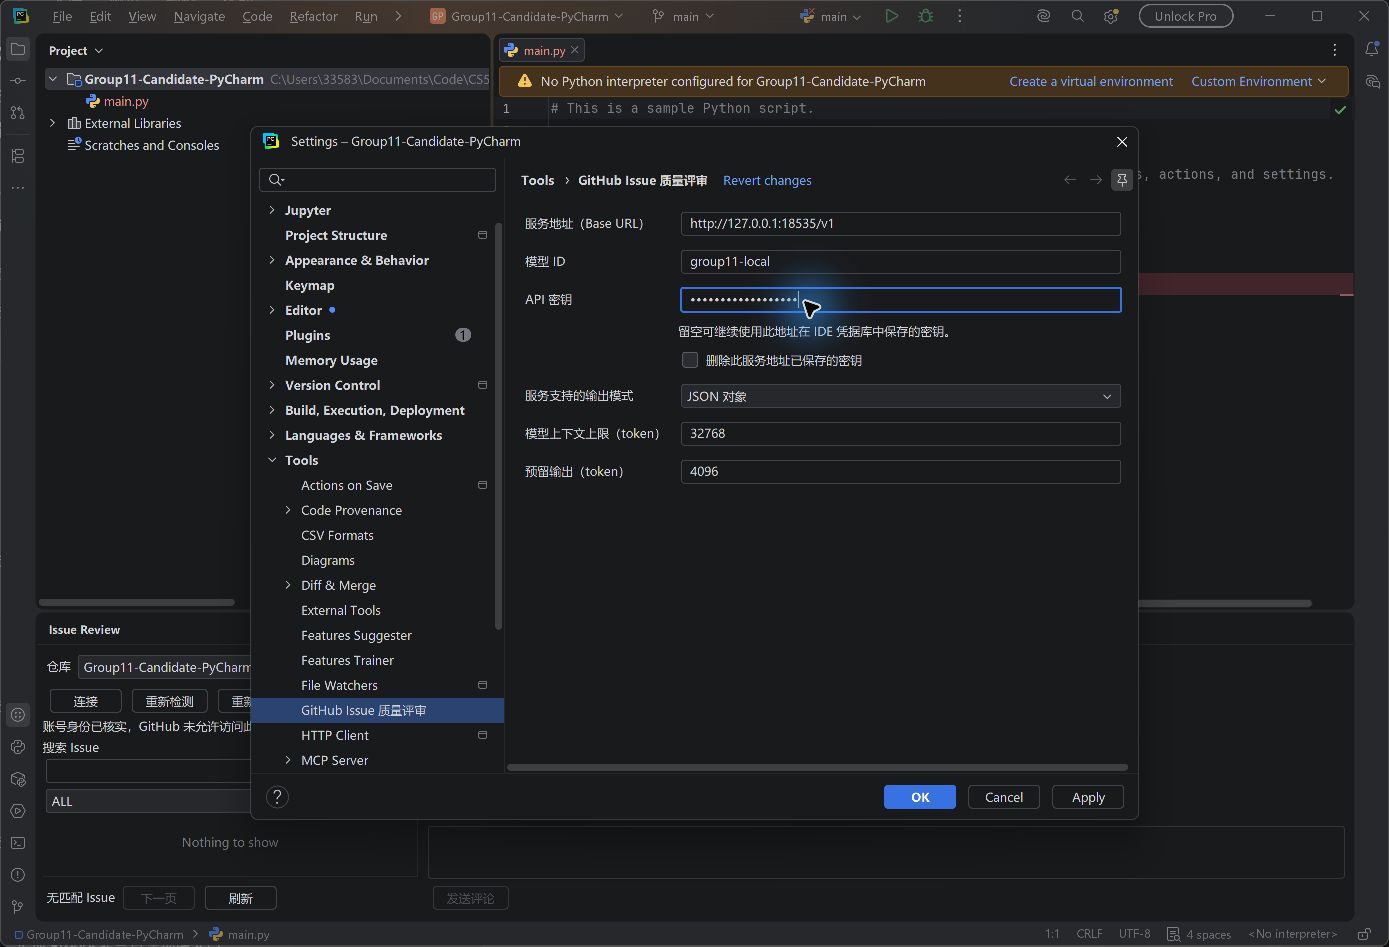 PC File Edit View Navigate Code Refactor Run GP Group11-Candidate-PyCharm main main Unlock Pro
Project
main.py
Group11-Candidate-PyCharm C:\Users\33583\Documents\Code\CS5
No Python interpreter configured for Group11-Candidate-PyCharm Create a virtual environment Custom Environment
main.py
1 # This is a sample Python script.
External Libraries
Scratches and Consoles
s, actions, and settings.
PC Settings – Group11-Candidate-PyCharm
Tools › GitHub Issue 质量评审 Revert changes
Jupyter
Project Structure
Appearance & Behavior
Keymap
Editor
Plugins 1
Memory Usage
Version Control
Build, Execution, Deployment
Languages & Frameworks
Tools
Actions on Save
Code Provenance
CSV Formats
Diagrams
Diff & Merge
External Tools
Features Suggester
Features Trainer
File Watchers
GitHub Issue 质量评审
HTTP Client
MCP Server
服务地址（Base URL） http://127.0.0.1:18535/v1
模型 ID group11-local
API 密钥 ••••••••••••••••••
留空可继续使用此地址在 IDE 凭据库中保存的密钥。
删除此服务地址已保存的密钥
服务支持的输出模式 JSON 对象
模型上下文上限（token） 32768
预留输出（token） 4096
? OK Cancel Apply
Issue Review
仓库 Group11-Candidate-PyCharm
连接 重新检测 重新
账号身份已核实，GitHub 未允许访问此
搜索 Issue
ALL
Nothing to show
无匹配 Issue 下一页 刷新 发送评论
Group11-Candidate-PyCharm › main.py 1:1 CRLF UTF-8 4 spaces <No interpreter>